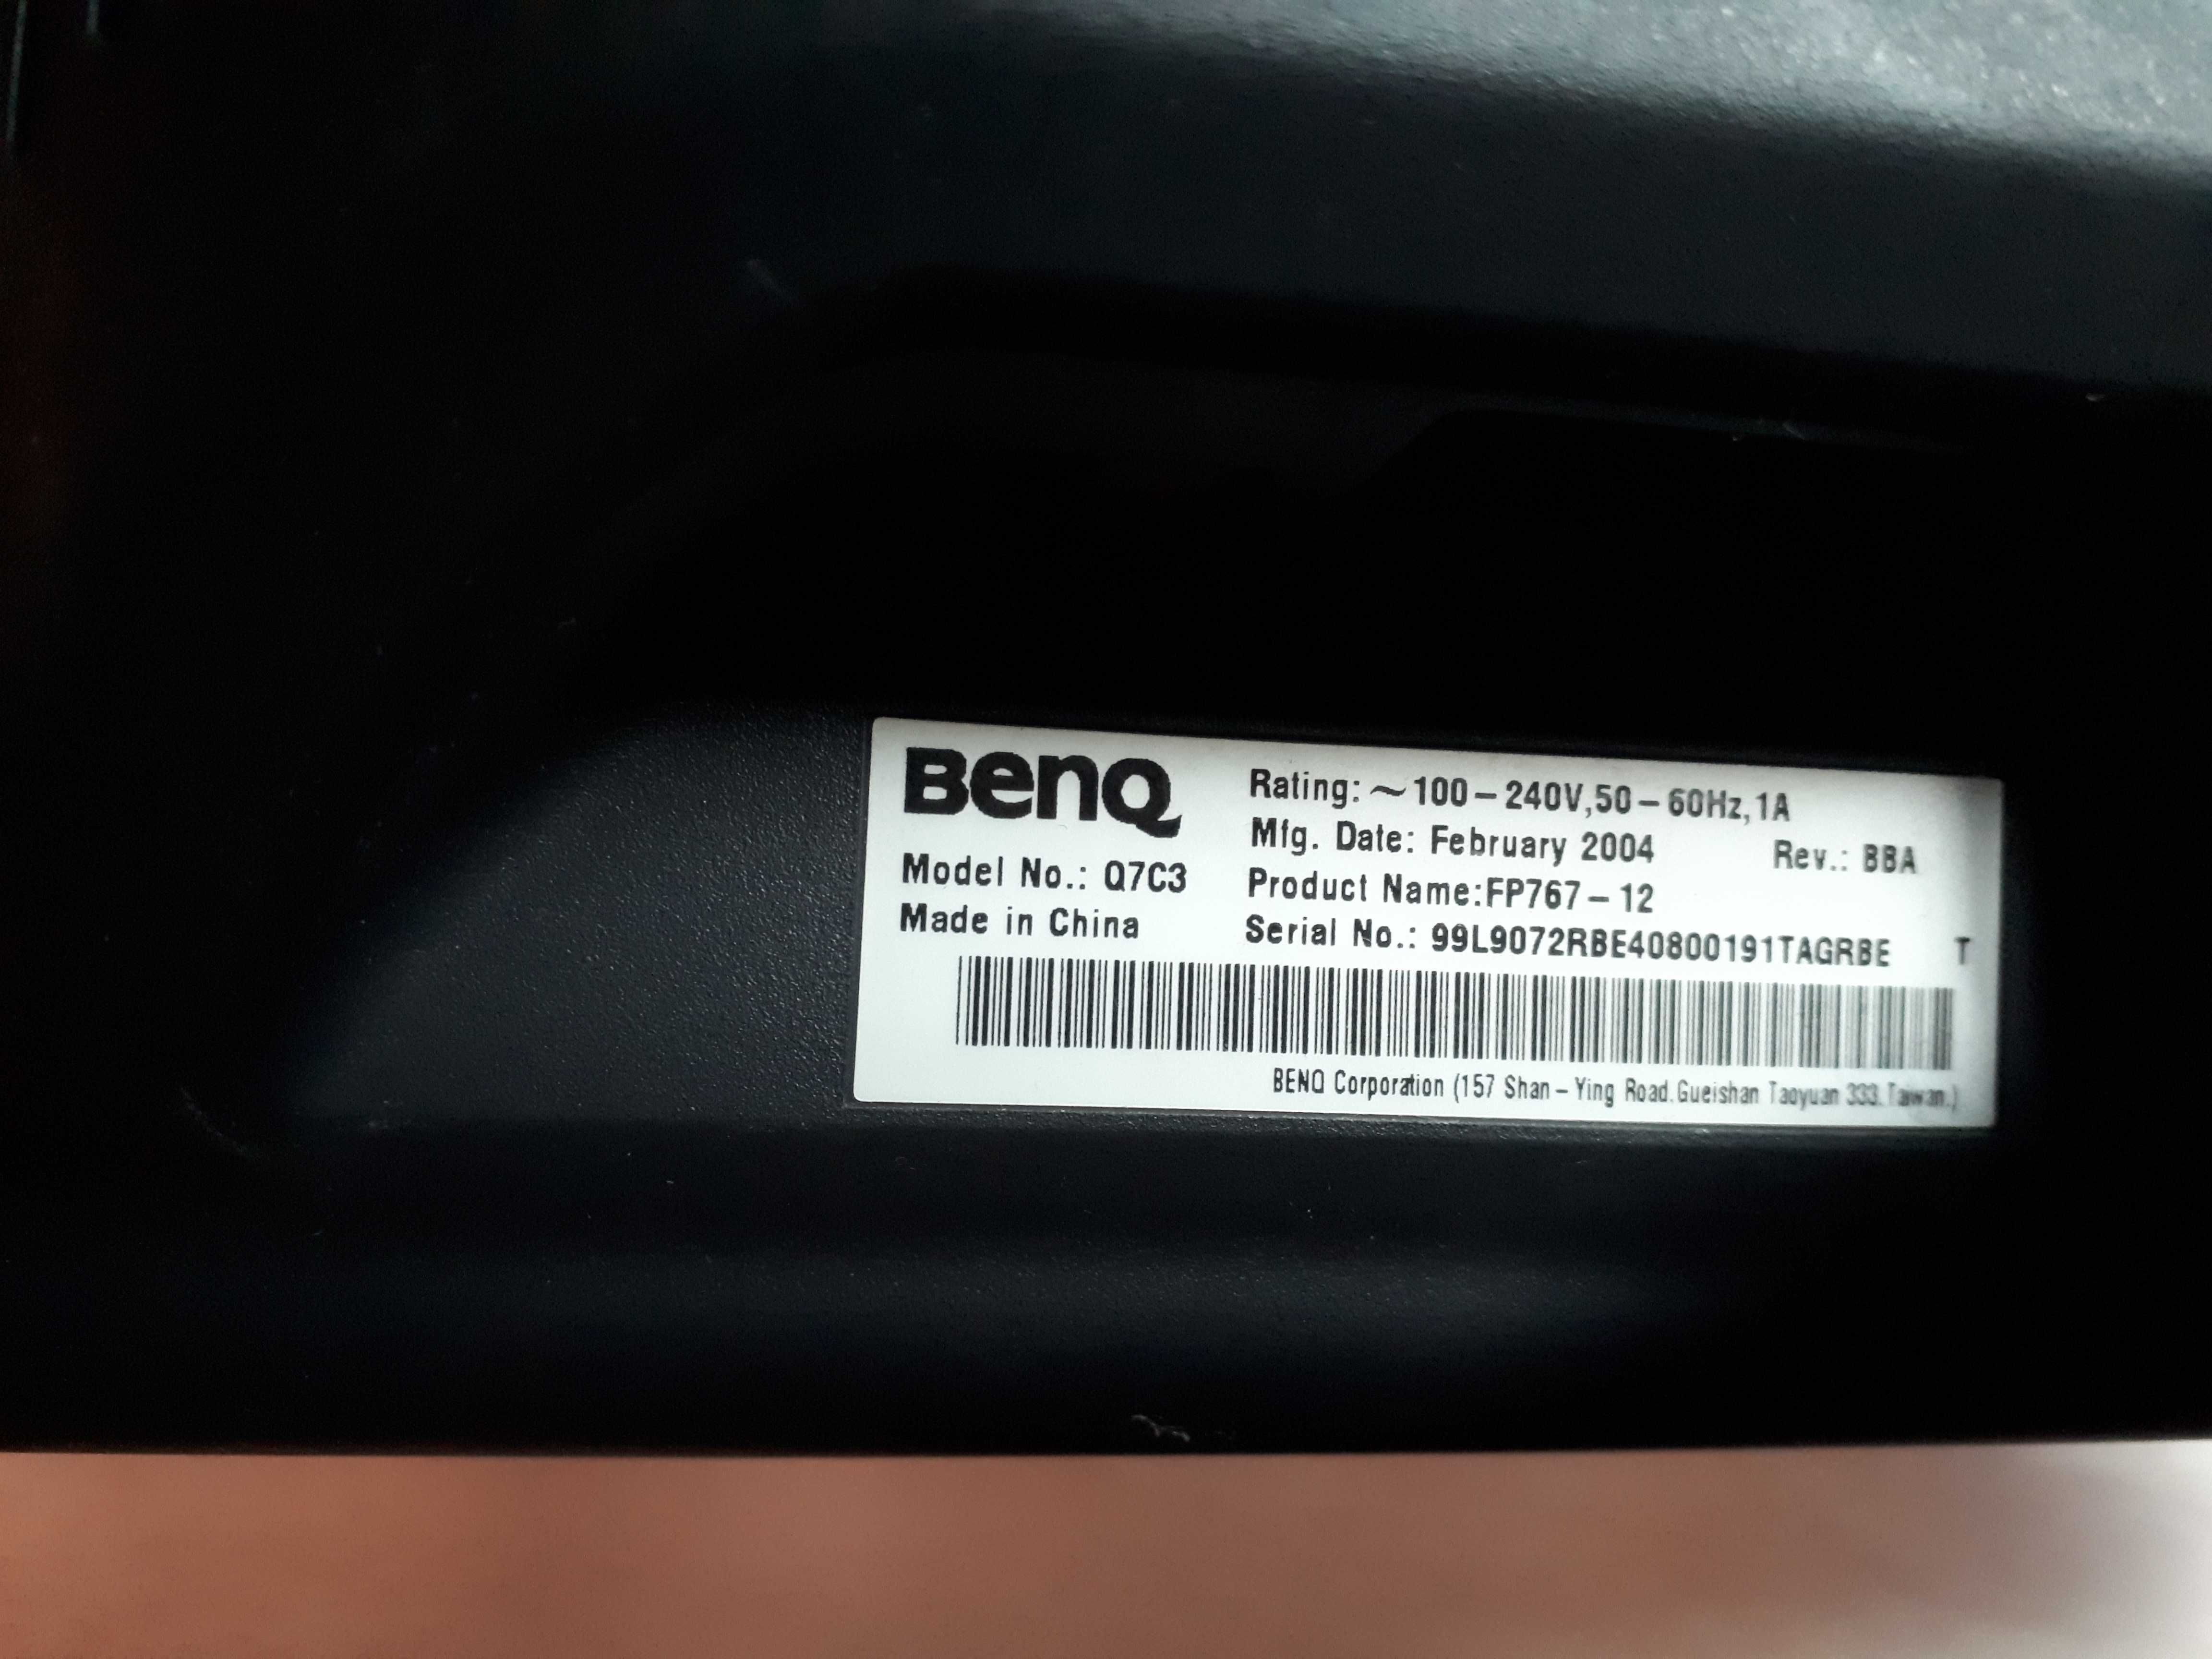 BenQ
Rating: ~100-240V,50-60Hz,1A
Mfg. Date: February 2004 Rev.: BBA
Model No.: Q7C3 Product Name:FP767-12
Made in China Serial No.: 99L9072RBE40800191TAGRBE T
BENQ Corporation (157 Shan-Ying Road.Gueishan Taoyuan 333.Taiwan.)